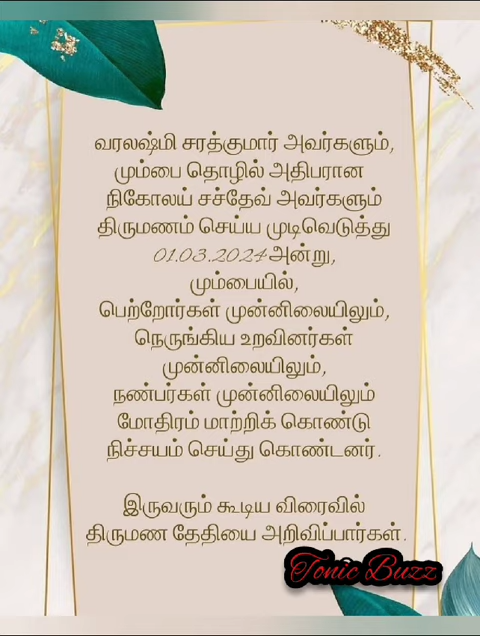 வரலஷ்மி சரத்குமார் அவர்களும்,
மும்பை தொழில் அதிபரான
நிகோலய் சச்தேவ் அவர்களும்
திருமணம் செய்ய முடிவெடுத்து
01.03.2024 அன்று,
மும்பையில்,
பெற்றோர்கள் முன்னிலையிலும்,
நெருங்கிய உறவினர்கள்
முன்னிலையிலும்,
நண்பர்கள் முன்னிலையிலும்
மோதிரம் மாற்றிக் கொண்டு
நிச்சயம் செய்து கொண்டனர்.
இருவரும் கூடிய விரைவில்
திருமண தேதியை அறிவிப்பார்கள்.
Tonic Buzz